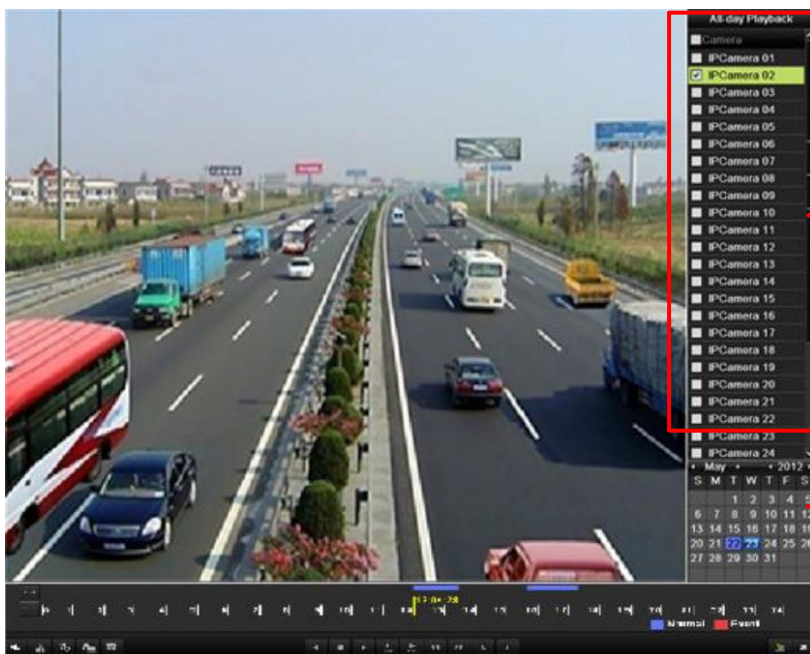 All-day Playback
Camera
IPCamera 01
IPCamera 02
IPCamera 03
IPCamera 04
IPCamera 05
IPCamera 06
IPCamera 07
IPCamera 08
IPCamera 09
IPCamera 10
IPCamera 11
IPCamera 12
IPCamera 13
IPCamera 14
IPCamera 15
IPCamera 16
IPCamera 17
IPCamera 18
IPCamera 19
IPCamera 20
IPCamera 21
IPCamera 22
IPCamera 23
IPCamera 24
May 2012
S M T W T F S
1 2 3 4
6 7 8 9 10 11 12
13 14 15 16 17 18
20 21 22 23 24 25 26
27 28 29 30 31
Normal Event